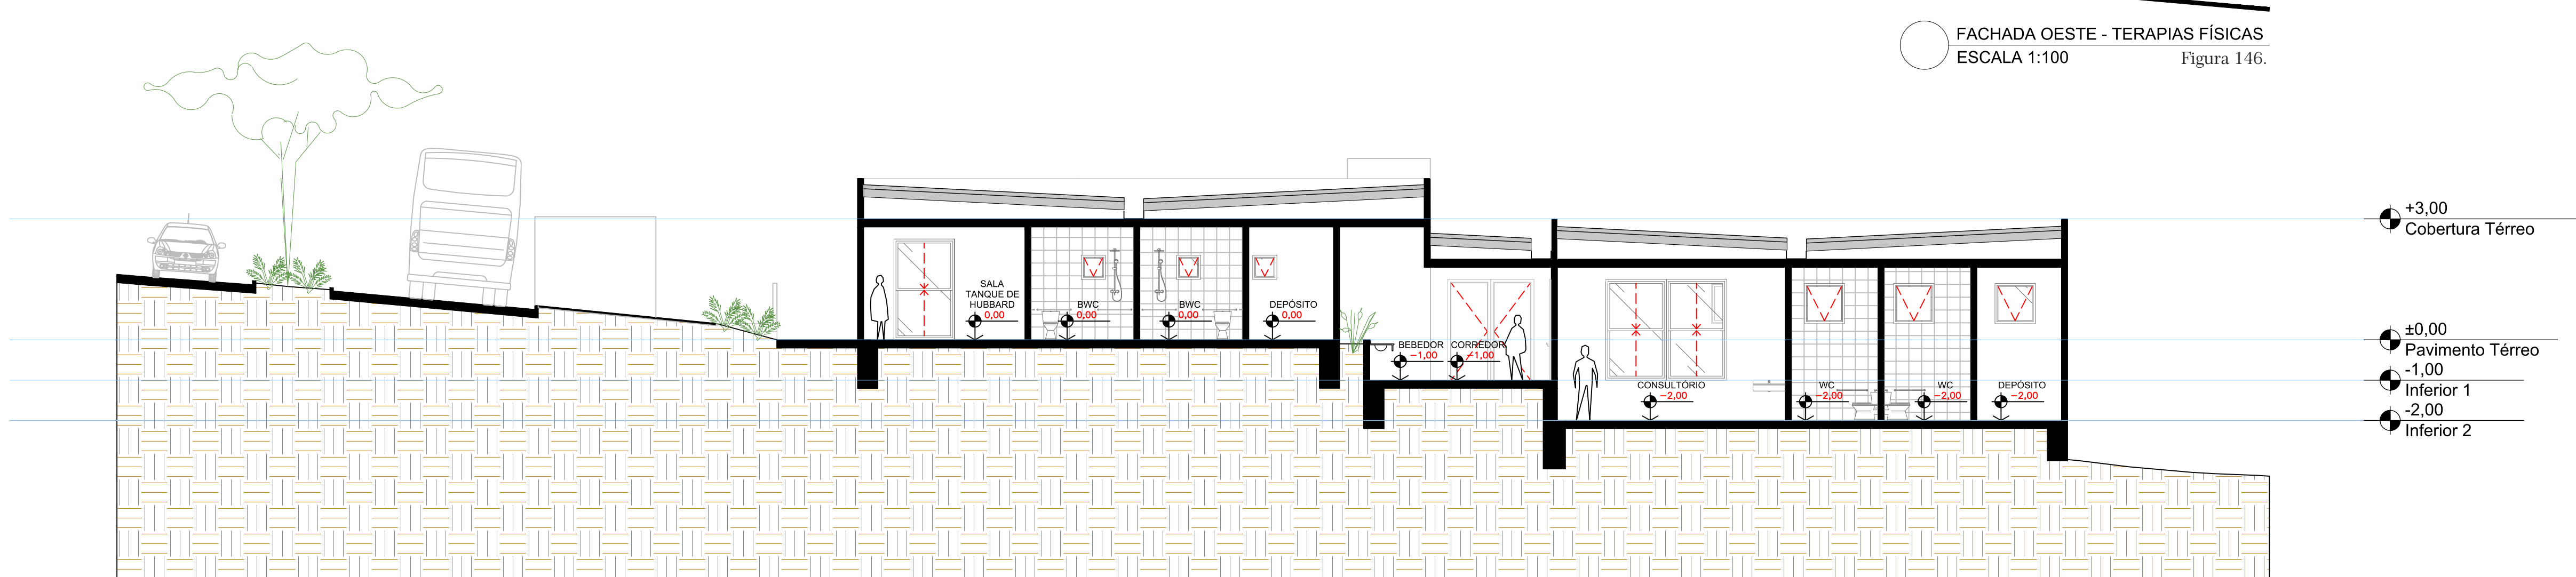 FACHADA OESTE - TERAPIAS FÍSICAS
ESCALA 1:100
Figura 146.
+3,00
Cobertura Térreo
SALA
TANQUE DE
HUBBARD
0,00
BWC
0,00
BWC
0,00
DEPÓSITO
0,00
BEBEDOR
-1,00
CORREDOR
-1,00
CONSULTÓRIO
-2,00
WC
-2,00
WC
-2,00
DEPÓSITO
-2,00
±0,00
Pavimento Térreo
-1,00
Inferior 1
-2,00
Inferior 2